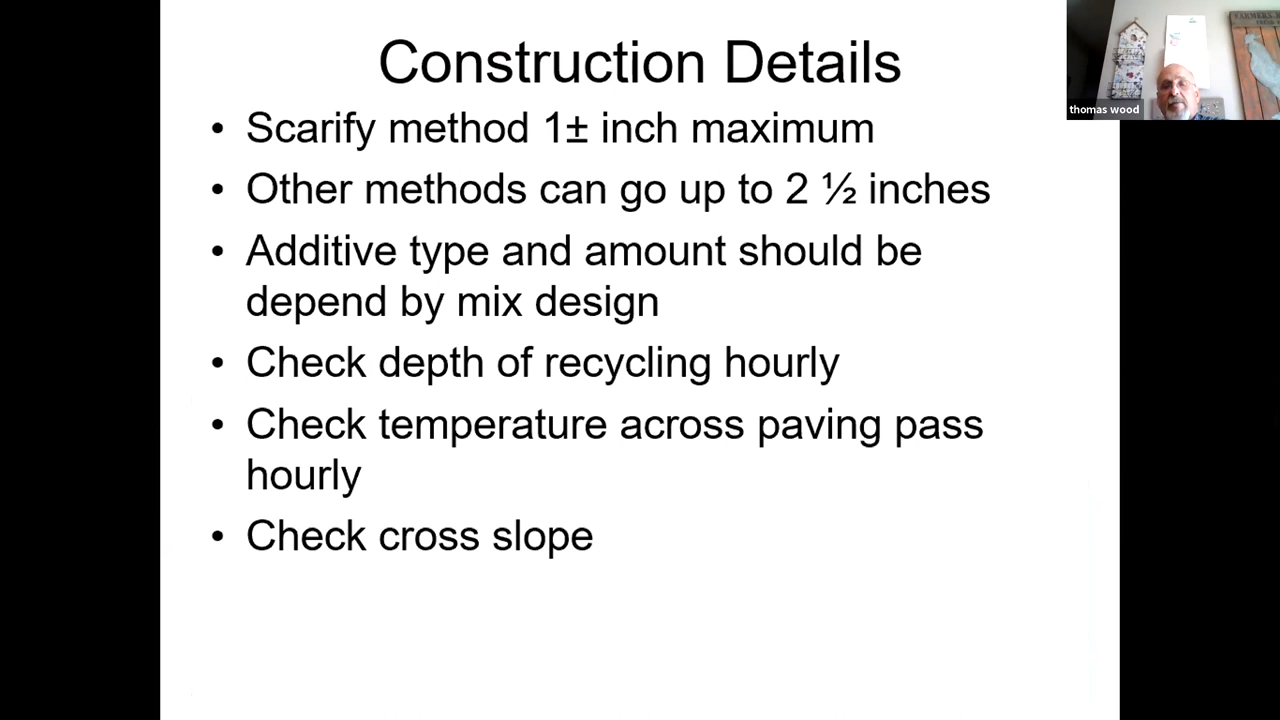 Construction Details
• Scarify method 1± inch maximum
• Other methods can go up to 2 ½ inches
• Additive type and amount should be
depend by mix design
• Check depth of recycling hourly
• Check temperature across paving pass
hourly
• Check cross slope
thomas wood